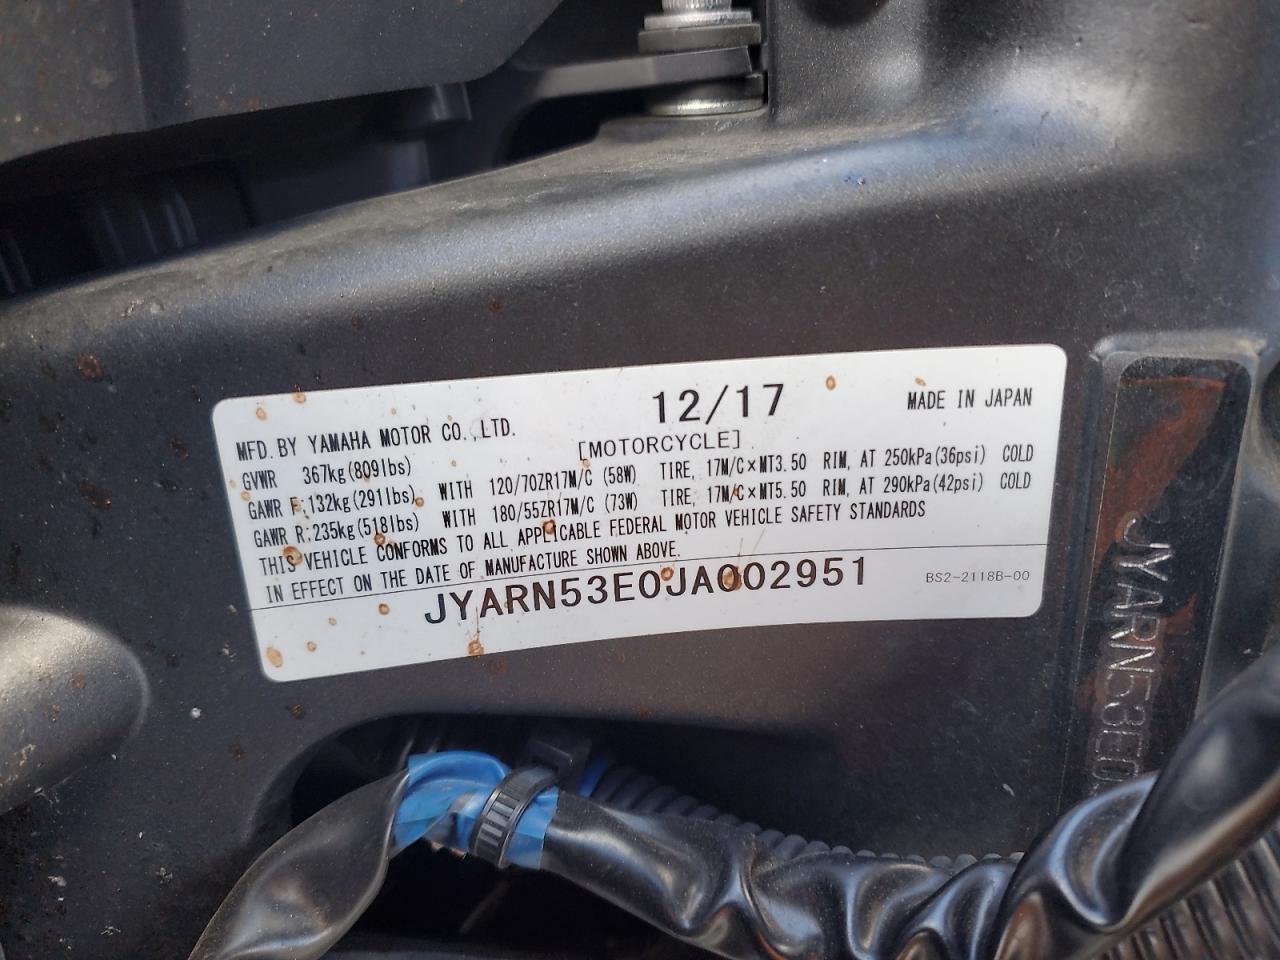 12/17
MADE IN JAPAN
MFD. BY YAMAHA MOTOR CO., LTD.
[MOTORCYCLE]
GVWR 367kg(809lbs)
GAWR F:132kg(291lbs) WITH 120/70ZR17M/C (58W) TIRE, 17M/C×MT3.50 RIM, AT 250kPa(36psi) COLD
GAWR R:235kg(518lbs) WITH 180/55ZR17M/C (73W) TIRE, 17M/C×MT5.50 RIM, AT 290kPa(42psi) COLD
THIS VEHICLE CONFORMS TO ALL APPLICABLE FEDERAL MOTOR VEHICLE SAFETY STANDARDS
IN EFFECT ON THE DATE OF MANUFACTURE SHOWN ABOVE.
JYARN53E0JA002951
BS2-2118B-00
JYARN53E0